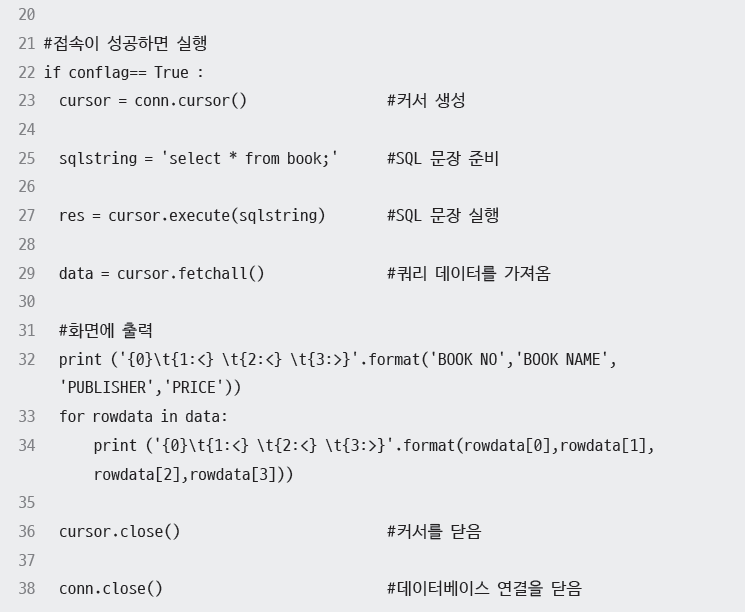 20
21 #접속이 성공하면 실행
22 if conflag== True :
23 cursor = conn.cursor() #커서 생성
24
25 sqlstring = 'select * from book;' #SQL 문장 준비
26
27 res = cursor.execute(sqlstring) #SQL 문장 실행
28
29 data = cursor.fetchall() #쿼리 데이터를 가져옴
30
31 #화면에 출력
32 print ('{0}\t{1:<} \t{2:<} \t{3:>}'.format('BOOK NO','BOOK NAME',
'PUBLISHER','PRICE'))
33 for rowdata in data:
34 print ('{0}\t{1:<} \t{2:<} \t{3:>}'.format(rowdata[0],rowdata[1],
rowdata[2],rowdata[3]))
35
36 cursor.close() #커서를 닫음
37
38 conn.close() #데이터베이스 연결을 닫음